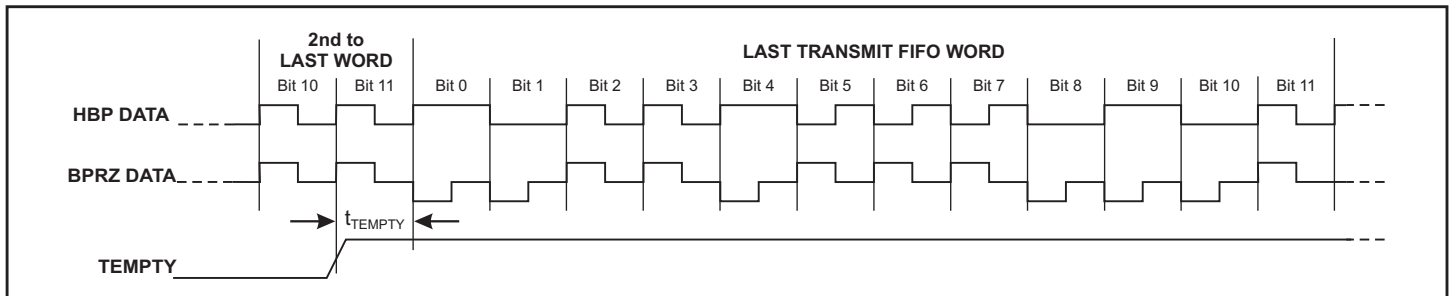 2nd to
LAST WORD
LAST TRANSMIT FIFO WORD
Bit 10 Bit 11 Bit 0 Bit 1 Bit 2 Bit 3 Bit 4 Bit 5 Bit 6 Bit 7 Bit 8 Bit 9 Bit 10 Bit 11
HBP DATA
BPRZ DATA
tTEMPTY
TEMPTY